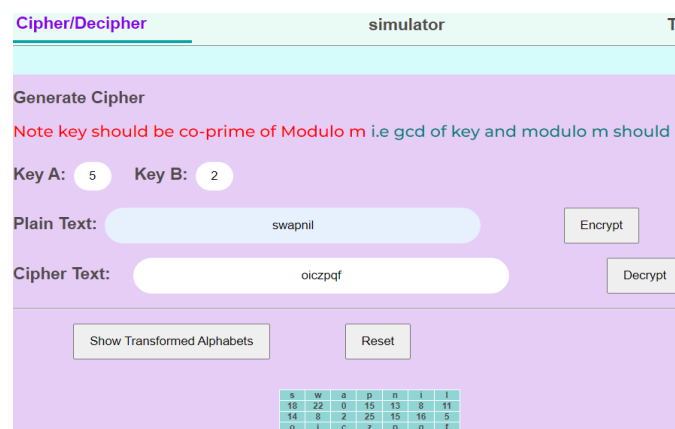 Cipher/Decipher simulator T
Generate Cipher
Note key should be co-prime of Modulo m i.e gcd of key and modulo m should
Key A: 5 Key B: 2
Plain Text: swapnil Encrypt
Cipher Text: oiczpqf Decrypt
Show Transformed Alphabets Reset
s w a p n i l
18 22 0 15 13 8 11
14 8 2 25 15 16 5
o i c z p q f